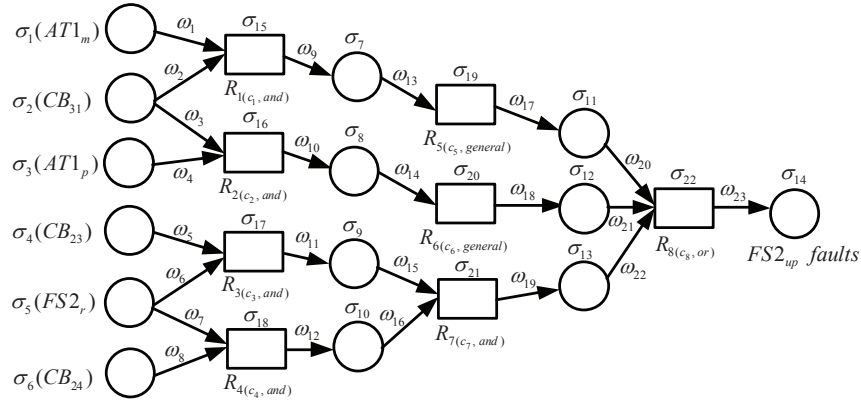 σ1(AT1m)
ω1
σ15
σ7
ω9
ω2
R1(c1, and)
ω13
σ19
σ2(CB31)
ω17
σ11
ω3
σ16
σ8
R5(c5, general)
ω20
ω10
σ3(AT1p)
ω4
ω14
σ20
σ12
σ22
σ14
R2(c2, and)
ω18
ω23
σ4(CB23)
ω21
R6(c6, general)
R8(c8, or)
FS2up faults
ω5
σ17
σ9
σ13
ω11
ω15
σ21
ω22
ω6
ω19
σ5(FS2r)
R3(c3, and)
ω7
σ18
σ10
ω16
ω12
R7(c7, and)
ω8
σ6(CB24)
R4(c4, and)